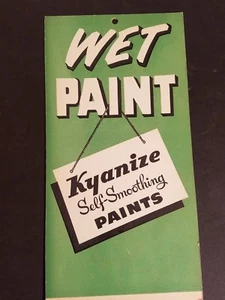 WET
PAINT
Kyanize
Self-Smoothing
PAINTS